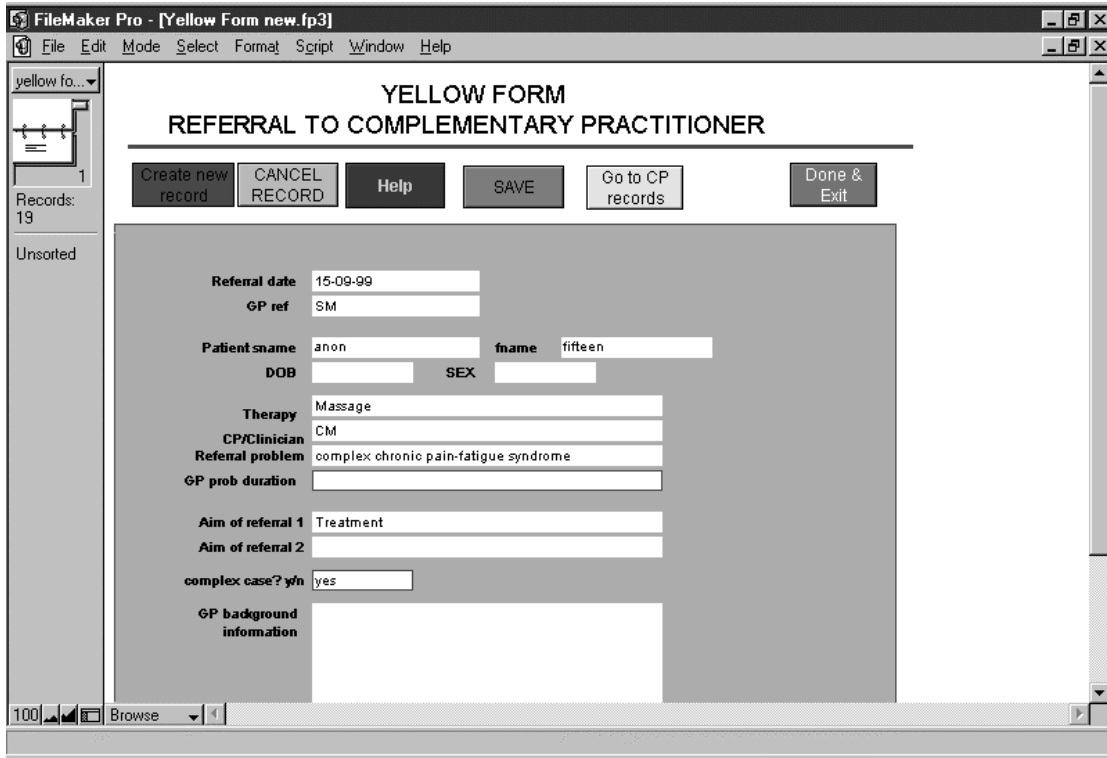 FileMaker Pro - [Yellow Form new.fp3]
File Edit Mode Select Format Script Window Help
yellow fo...
1
Records:
19
Unsorted
YELLOW FORM
REFERRAL TO COMPLEMENTARY PRACTITIONER
Create new record
CANCEL RECORD
Help
SAVE
Go to CP records
Done & Exit
Referral date 15-09-99
GP ref SM
Patient sname anon fname fifteen
DOB SEX
Therapy Massage
CP/Clinician CM
Referral problem complex chronic pain-fatigue syndrome
GP prob duration
Aim of referral 1 Treatment
Aim of referral 2
complex case? y/n yes
GP background
information
100 Browse